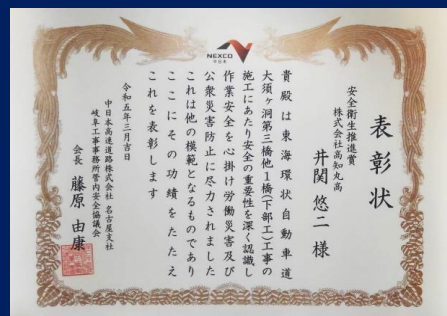 NEXCO
中日本
表彰状
安全衛生推進賞
株式会社高知丸高
井関 悠二 様
貴殿は東海環状自動車道
大須ヶ洞第三橋他1橋(下部工)工事の
施工にあたり安全の重要性を深く認識し
作業安全を心掛け労働災害及び
公衆災害防止に尽力されました
これは他の模範となるものであり
ここにその功績をたたえ
これを表彰します
令和五年三月吉日
中日本高速道路株式会社 名古屋支社
岐阜工事事務所管内安全協議会
会長 藤原 由康